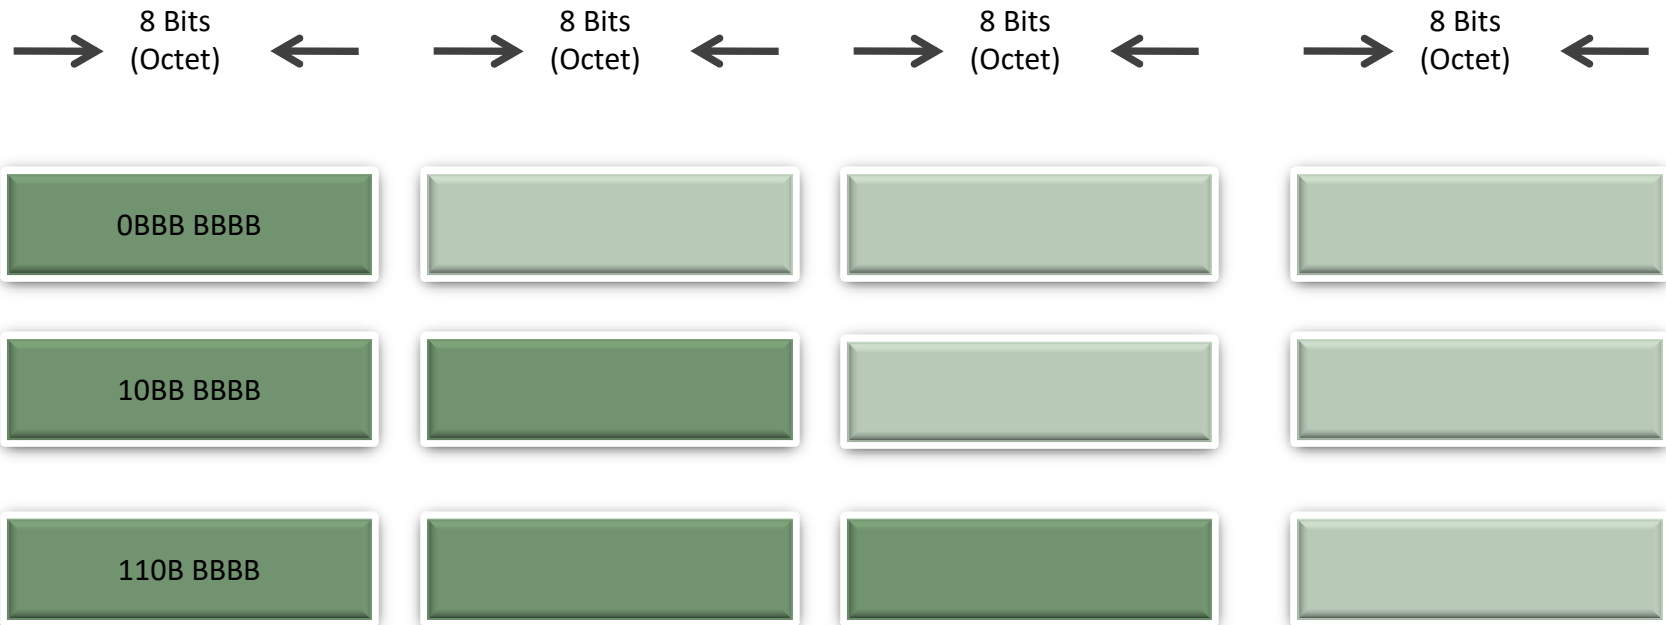 8 Bits
(Octet)
8 Bits
(Octet)
8 Bits
(Octet)
8 Bits
(Octet)
0BBB BBBB
10BB BBBB
110B BBBB